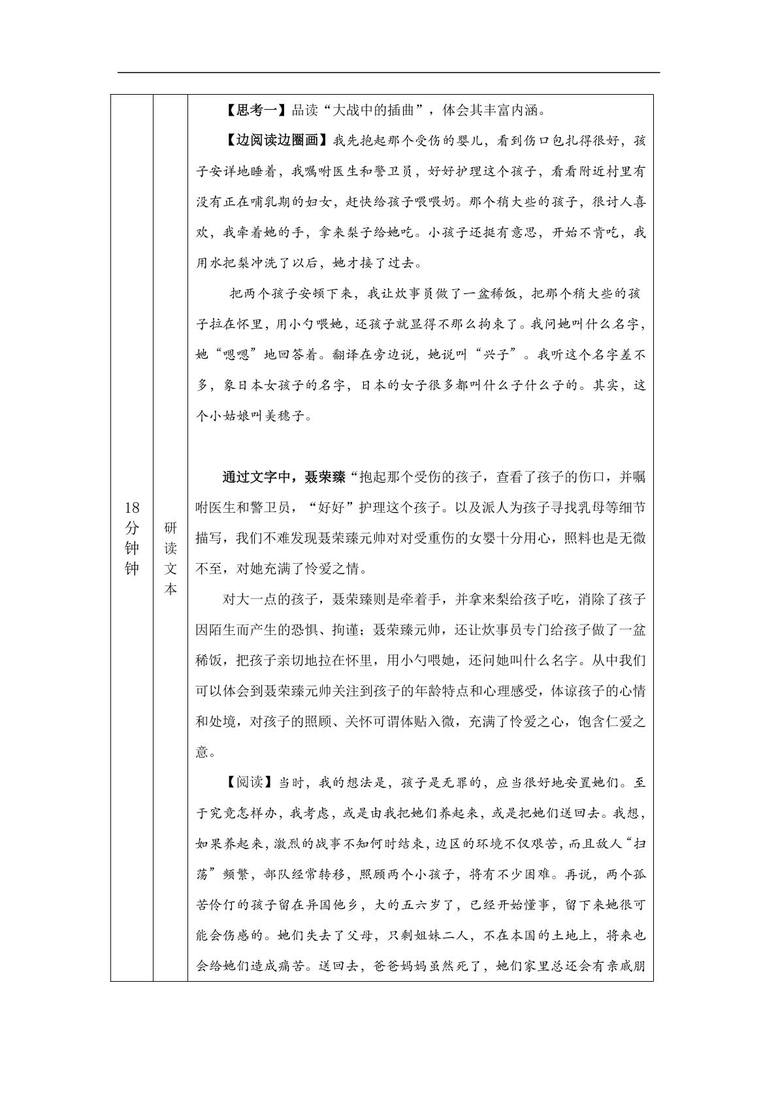 【思考一】品读“大战中的插曲”，体会其丰富内涵。
【边阅读边圈画】我先抱起那个受伤的婴儿，看到伤口包扎得很好，孩
子安详地睡着，我嘱咐医生和警卫员，好好护理这个孩子，看看附近村里有
没有正在哺乳期的妇女，赶快给孩子喂喂奶。那个稍大些的孩子，很讨人喜
欢，我牵着她的手，拿来梨子给她吃。小孩子还挺有意思，开始不肯吃，我
用水把梨冲洗了以后，她才接了过去。
把两个孩子安顿下来，我让炊事员做了一盆稀饭，把那个稍大些的孩
子拉在怀里，用小勺喂她，还孩子就显得不那么拘束了。我问她叫什么名字，
她“嗯嗯”地回答着。翻译在旁边说，她说叫“兴子”。我听这个名字差不
多，象日本女孩子的名字，日本的女子很多都叫什么子什么子的。其实，这
个小姑娘叫美穗子。
通过文字中，聂荣臻“抱起那个受伤的孩子，查看了孩子的伤口，并嘱
咐医生和警卫员，“好好”护理这个孩子。以及派人为孩子寻找乳母等细节
描写，我们不难发现聂荣臻元帅对对受重伤的女婴十分用心，照料也是无微
不至，对她充满了怜爱之情。
对大一点的孩子，聂荣臻则是牵着手，并拿来梨给孩子吃，消除了孩子
因陌生而产生的恐惧、拘谨；聂荣臻元帅，还让炊事员专门给孩子做了一盆
稀饭，把孩子亲切地拉在怀里，用小勺喂她，还问她叫什么名字。从中我们
可以体会到聂荣臻元帅关注到孩子的年龄特点和心理感受，体谅孩子的心情
和处境，对孩子的照顾、关怀可谓体贴入微，充满了怜爱之心，饱含仁爱之
意。
【阅读】当时，我的想法是，孩子是无罪的，应当很好地安置她们。至
于究竟怎样办，我考虑，或是由我把她们养起来，或是把她们送回去。我想，
如果养起来，激烈的战事不知何时结束，边区的环境不仅艰苦，而且敌人“扫
荡”频繁，部队经常转移，照顾两个小孩子，将有不少困难。再说，两个孤
苦伶仃的孩子留在异国他乡，大的五六岁了，已经开始懂事，留下来她很可
能会伤感的。她们失去了父母，只剩姐妹二人，不在本国的土地上，将来也
会给她们造成痛苦。送回去，爸爸妈妈虽然死了，她们家里总还会有亲戚朋
18
分
钟
钟
研
读
文
本